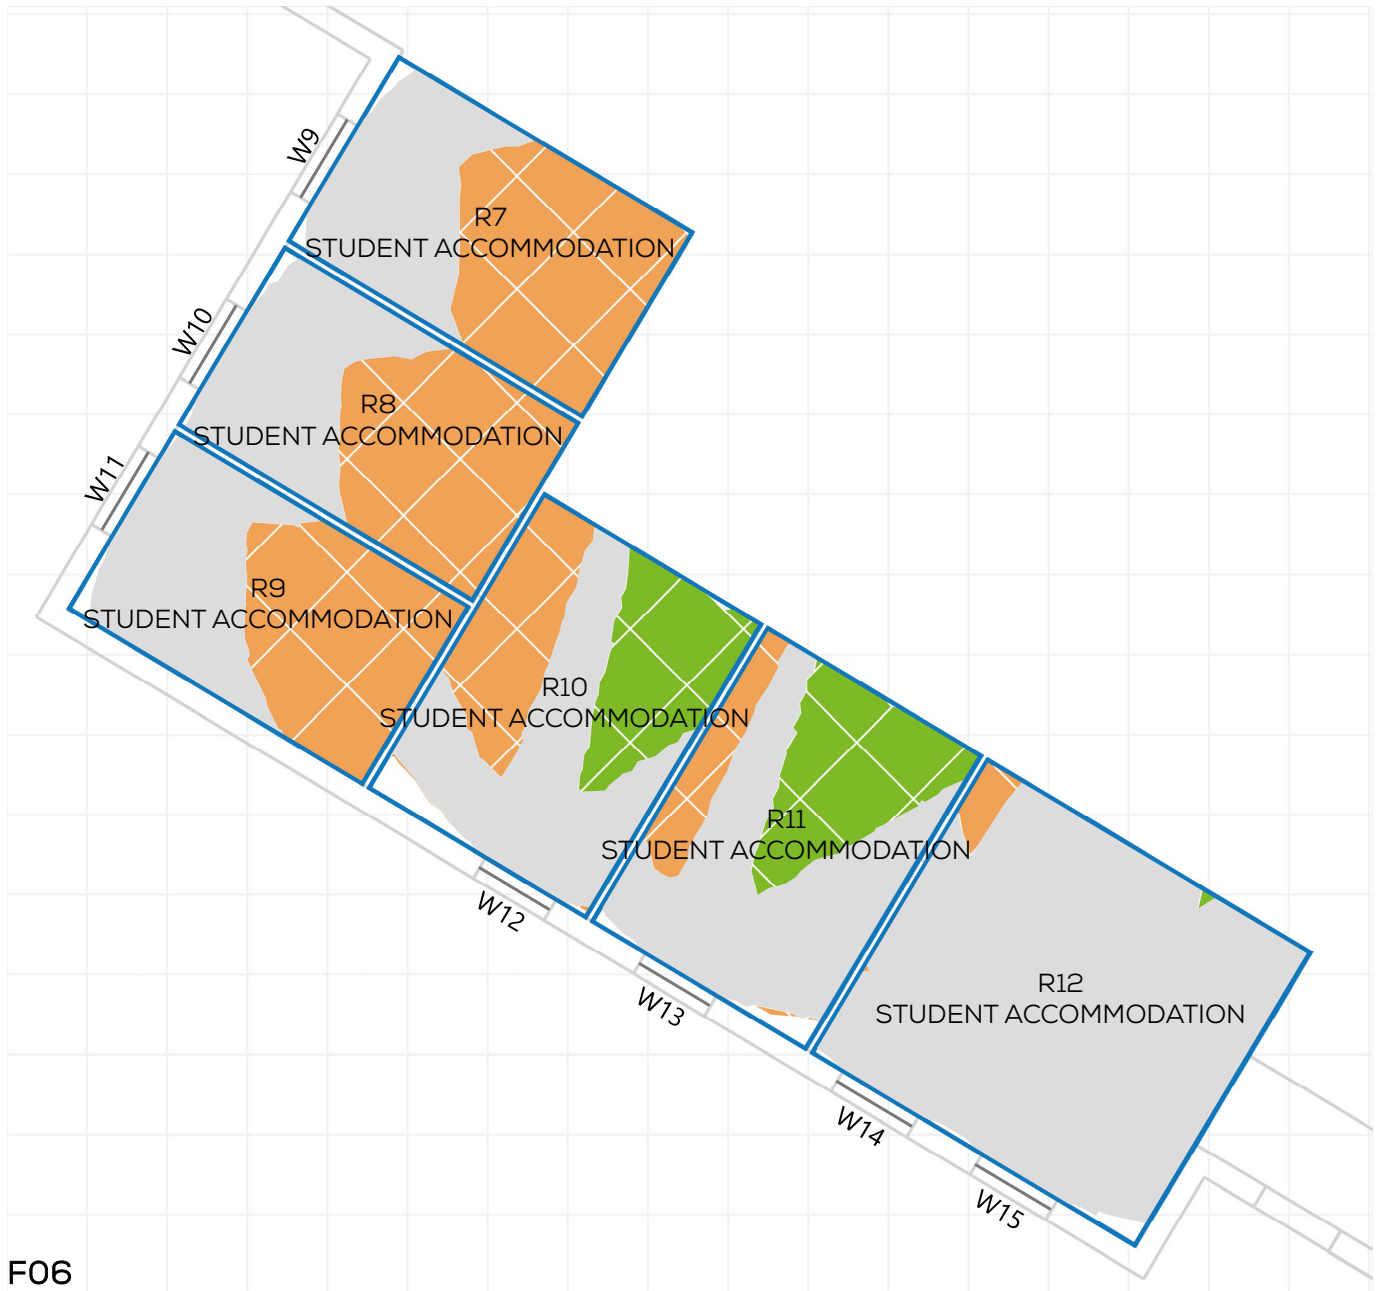 W9
R7
STUDENT ACCOMMODATION
W10
R8
STUDENT ACCOMMODATION
W11
R9
STUDENT ACCOMMODATION
R10
STUDENT ACCOMMODATION
R11
STUDENT ACCOMMODATION
W12
R12
STUDENT ACCOMMODATION
W13
W14
W15
F06